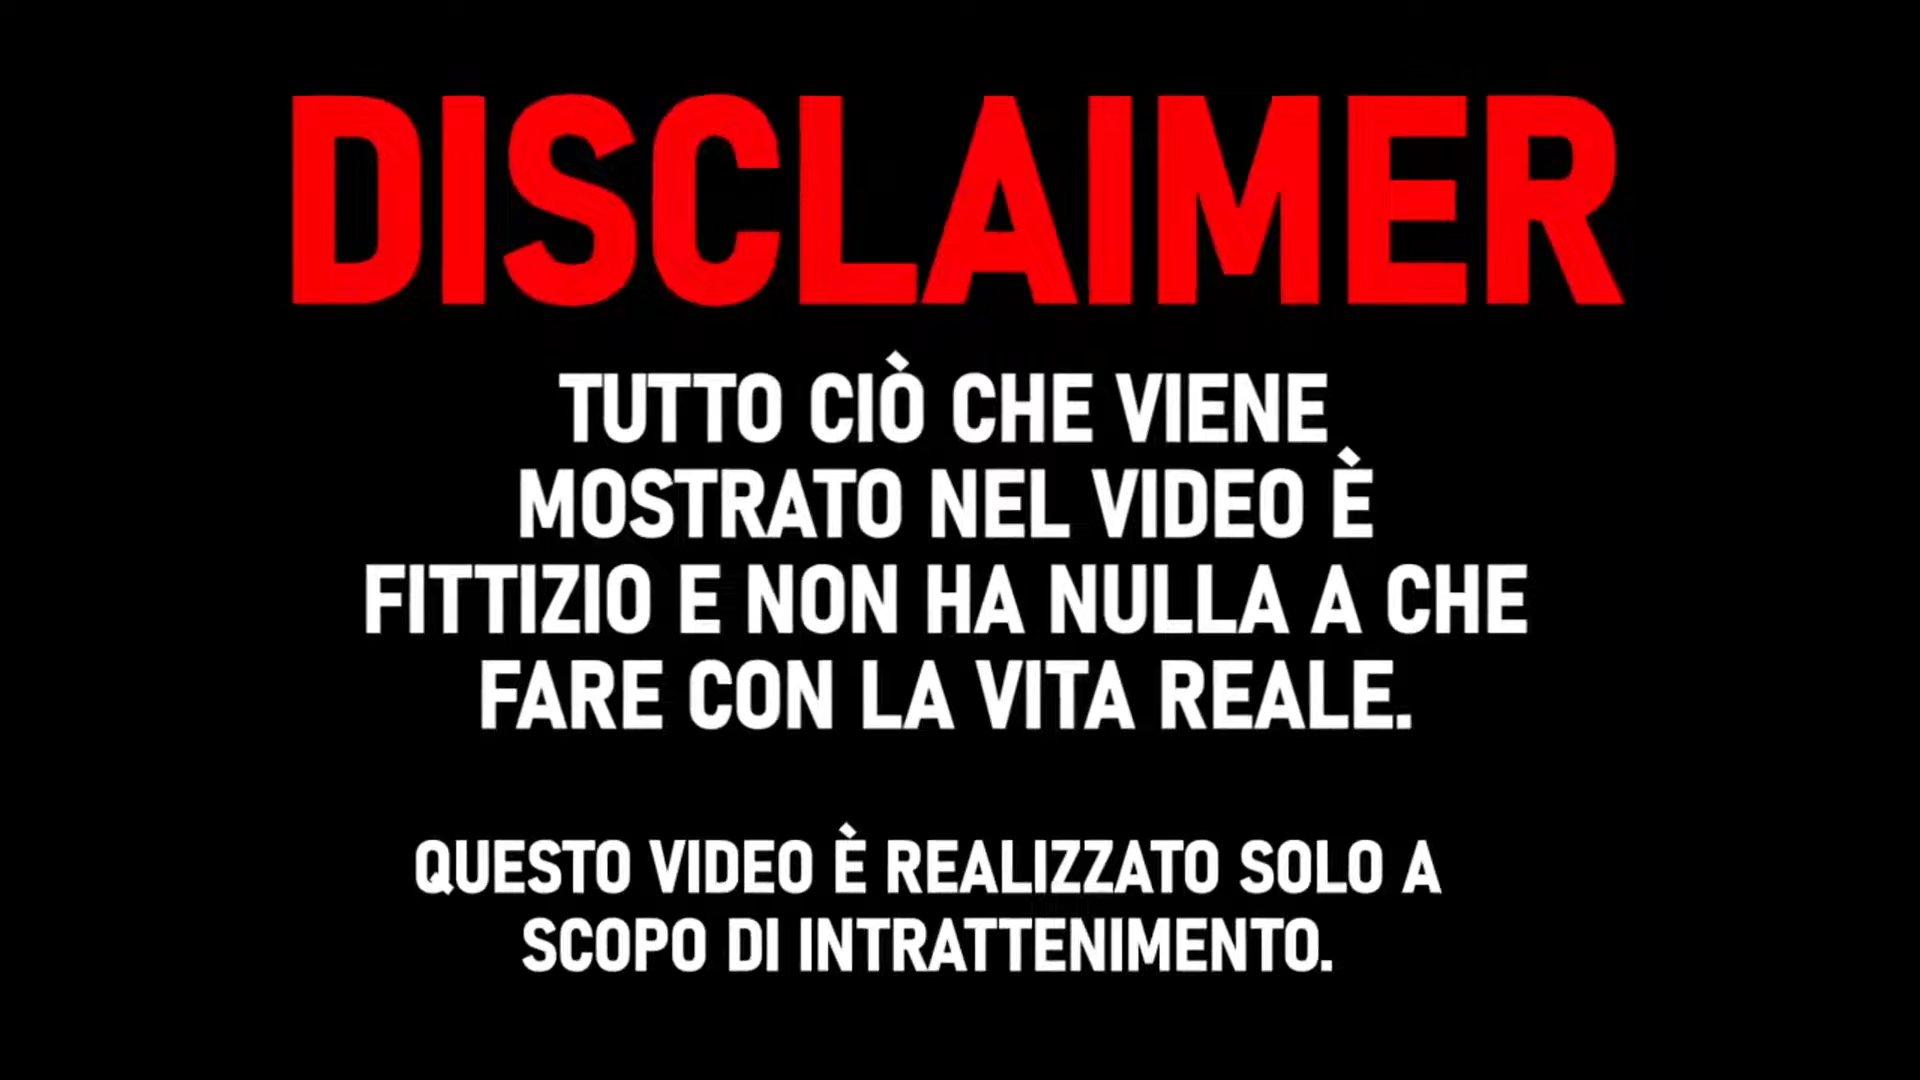 DISCLAIMER
TUTTO CIÒ CHE VIENE
MOSTRATO NEL VIDEO È
FITTIZIO E NON HA NULLA A CHE
FARE CON LA VITA REALE.
QUESTO VIDEO È REALIZZATO SOLO A
SCOPO DI INTRATTENIMENTO.